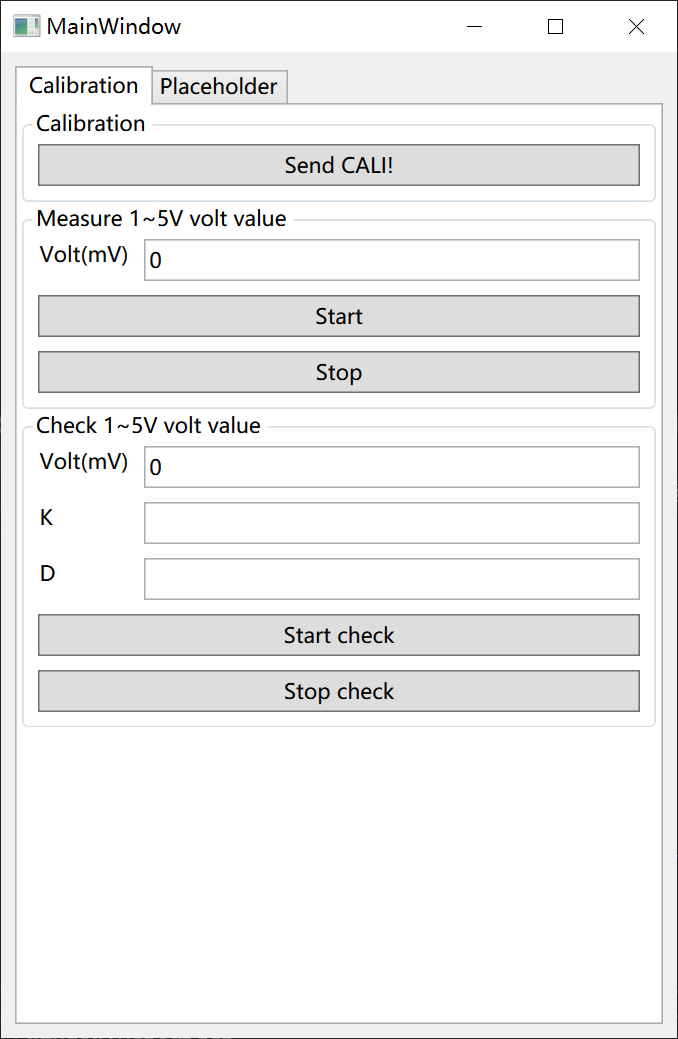 MainWindow
Calibration Placeholder
Calibration
Send CALI!
Measure 1~5V volt value
Volt(mV) 0
Start
Stop
Check 1~5V volt value
Volt(mV) 0
K
D
Start check
Stop check